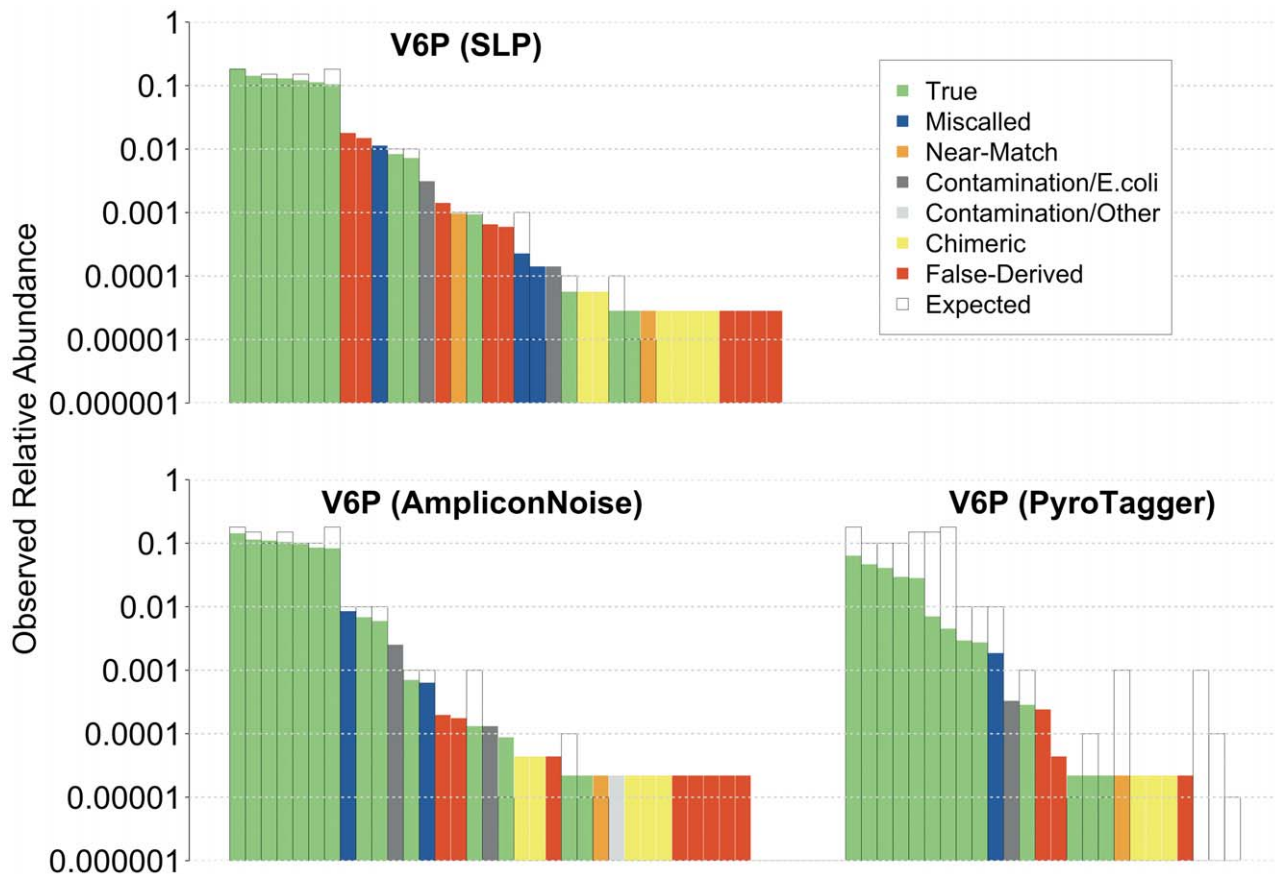 V6P (SLP)
1
0.1
0.01
0.001
0.0001
0.00001
0.000001
True
Miscalled
Near-Match
Contamination/E.coli
Contamination/Other
Chimeric
False-Derived
Expected
Observed Relative Abundance
V6P (AmpliconNoise)
V6P (PyroTagger)
1
0.1
0.01
0.001
0.0001
0.00001
0.000001